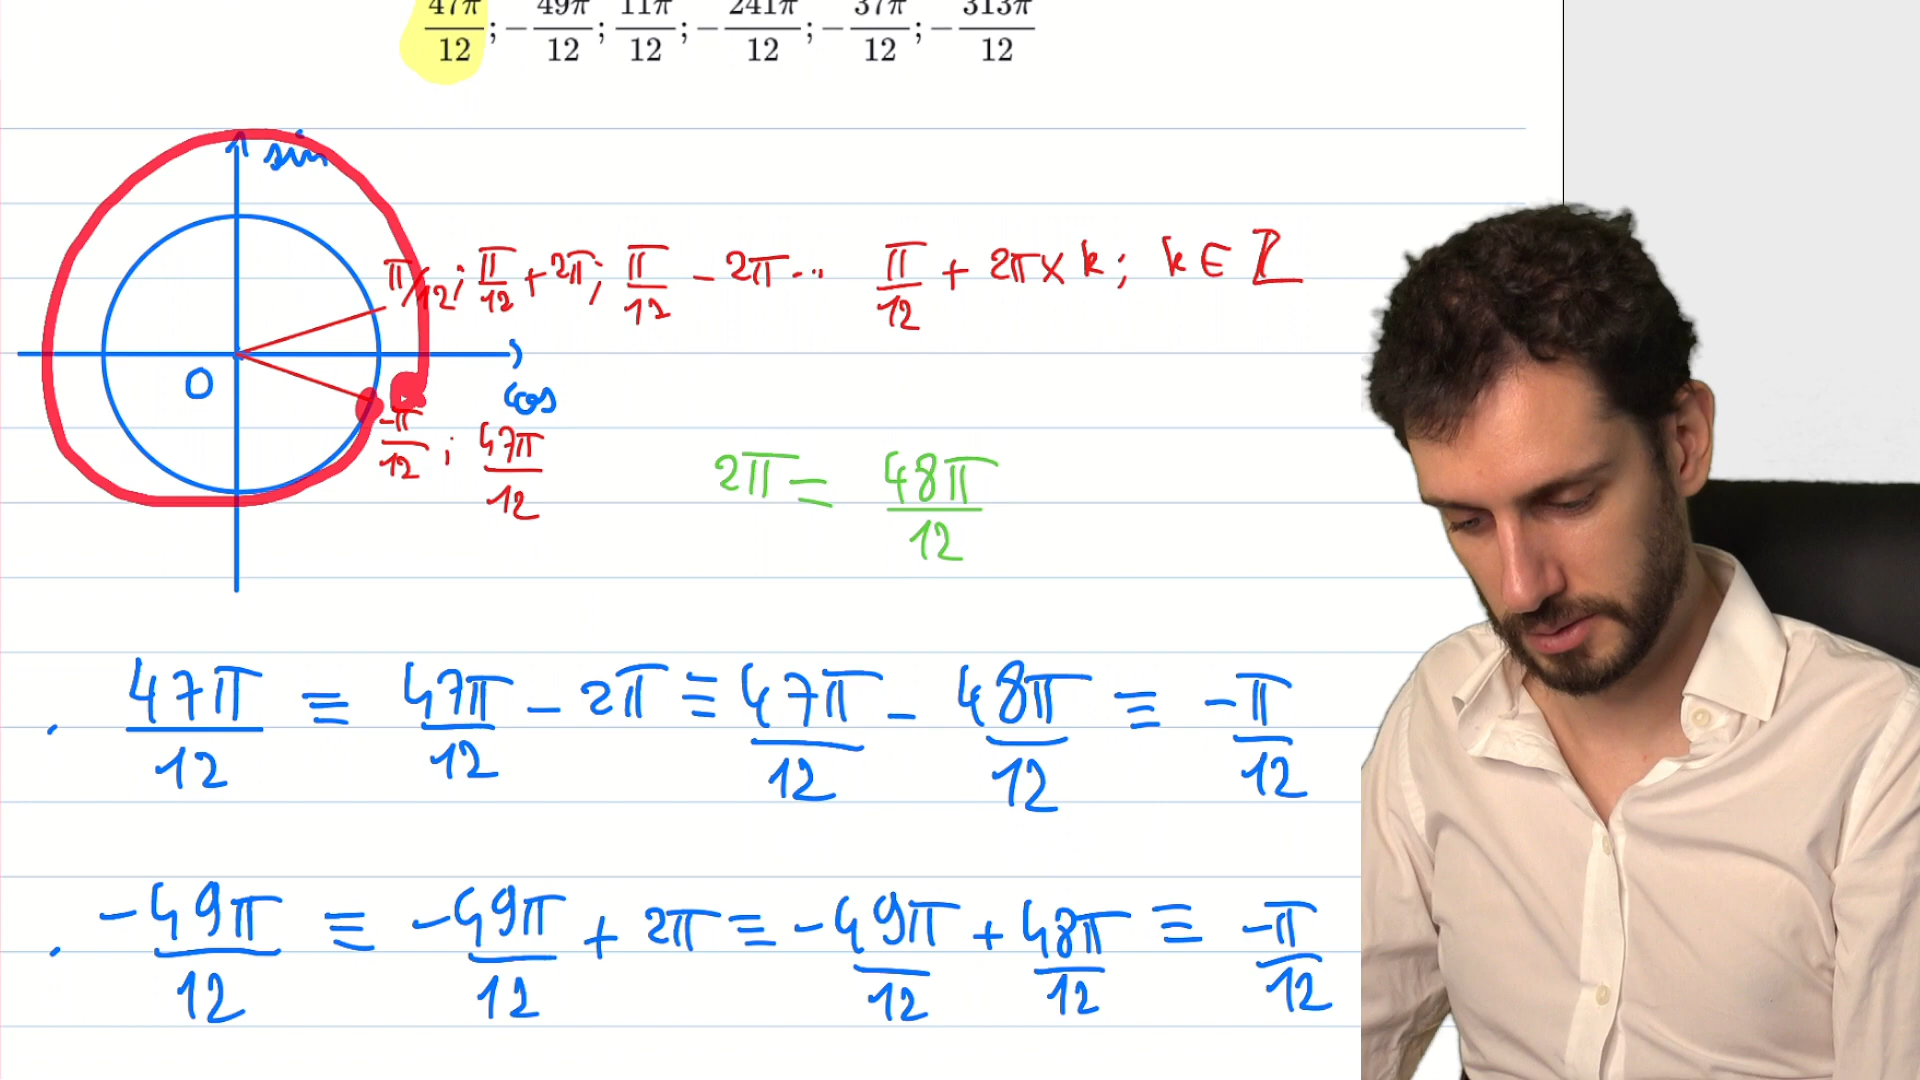 47π/12 ; − 49π/12 ; 11π/12 ; − 241π/12 ; − 37π/12 ; − 313π/12
sin
π/12 ; π/12 + 2π ; π/12 − 2π ... π/12 + 2π × k ; k ∈ ℤ
O
cos
-π/12 ; 47π/12
2π = 48π/12
. 47π/12 ≡ 47π/12 − 2π ≡ 47π/12 − 48π/12 ≡ -π/12
. -49π/12 ≡ -49π/12 + 2π ≡ -49π/12 + 48π/12 ≡ -π/12